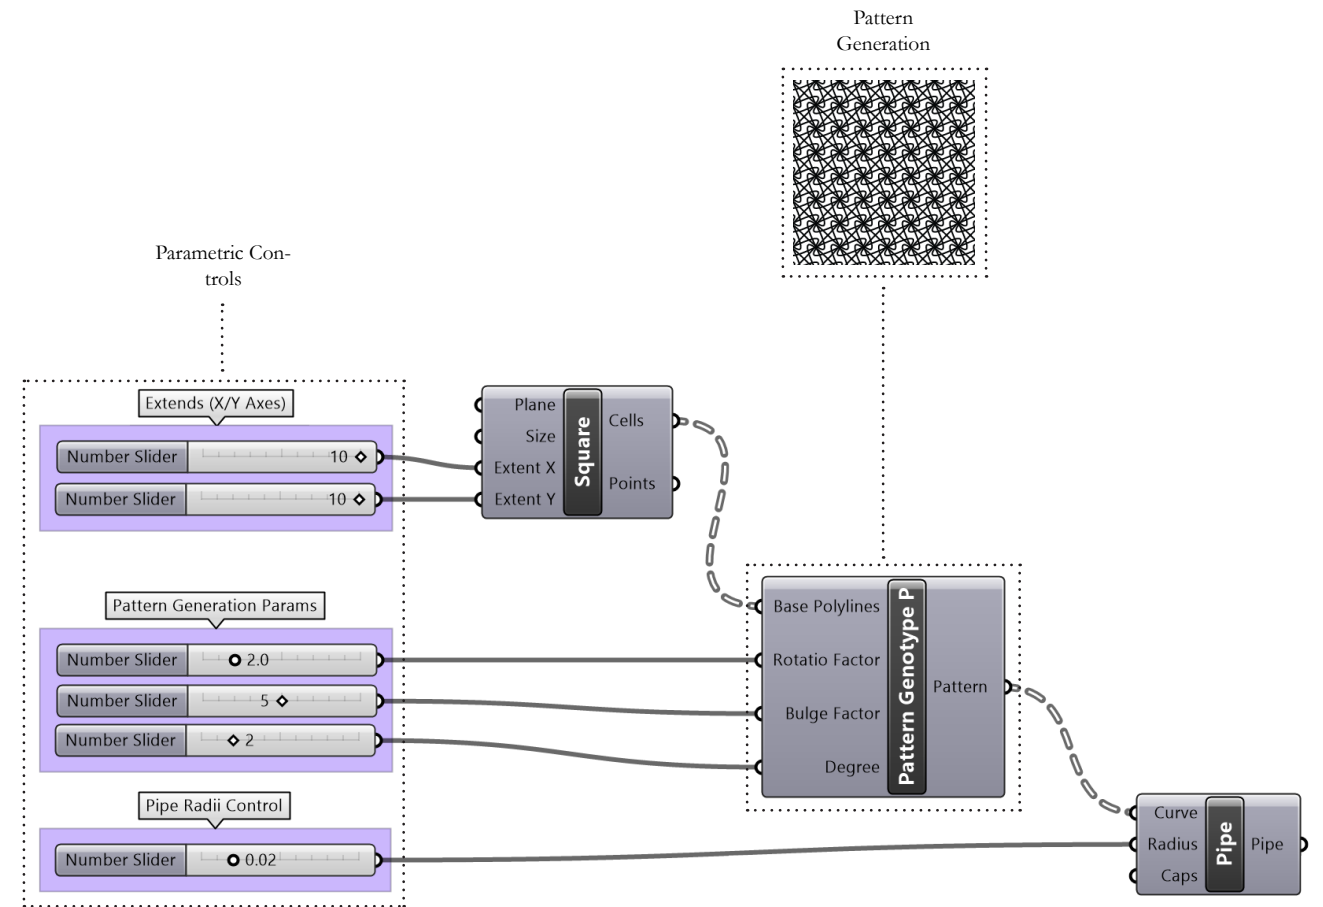 Pattern
Generation
Parametric Con-
trols
Extends (X/Y Axes)
Number Slider 10
Number Slider 10
Plane
Size
Extent X
Extent Y
Square
Cells
Points
Pattern Generation Params
Number Slider 2.0
Number Slider 5
Number Slider 2
Base Polylines
Rotatio Factor
Bulge Factor
Degree
Pattern Genotype P
Pattern
Pipe Radii Control
Number Slider 0.02
Curve
Radius
Caps
Pipe
Pipe